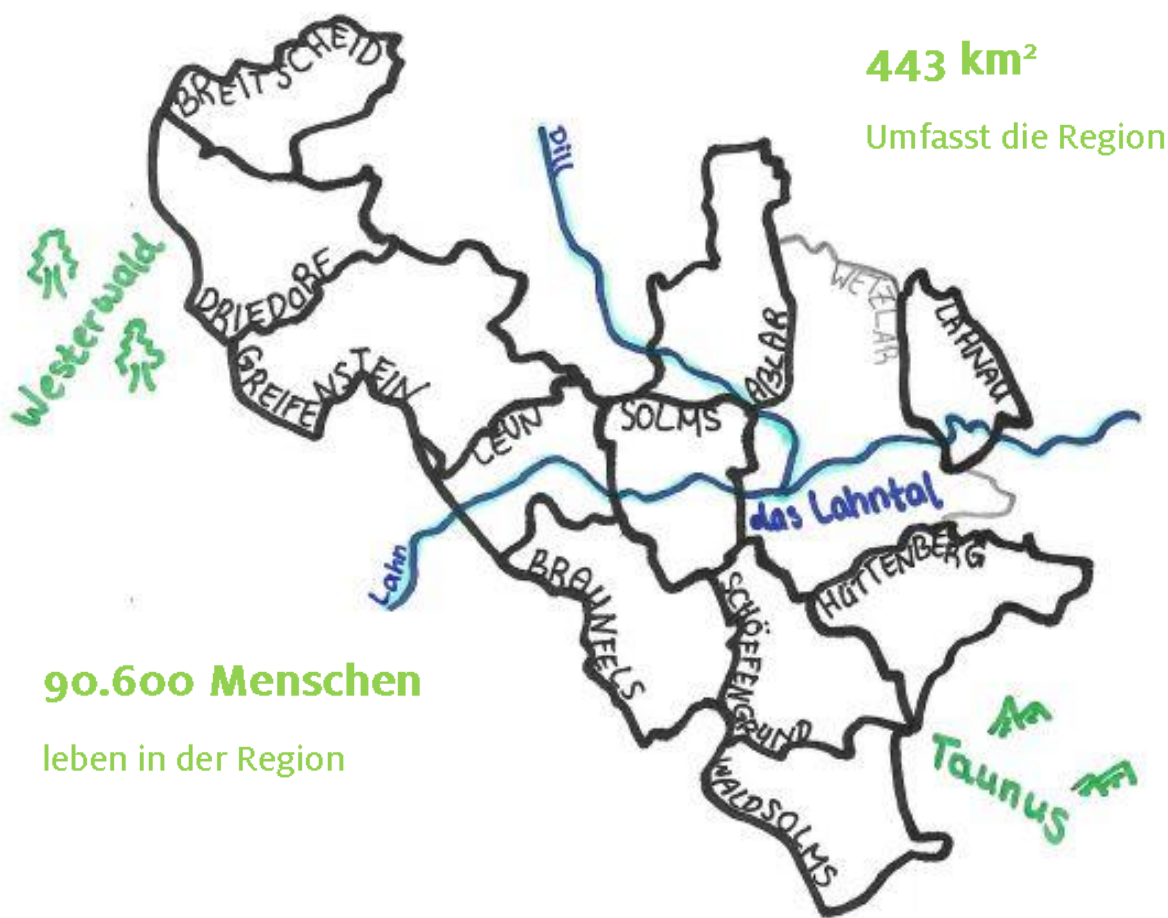 443 km²
Umfasst die Region
BREITSCHEID
Dill
Westerwald
DRIEDORF
WETZLAR
LAHNAU
GREIFENSTEIN
AßLAR
LEUN
SOLMS
das Lahntal
Lahn
BRAUNFELS
SCHÖFFENGRUND
HÜTTENBERG
90.600 Menschen
leben in der Region
Taunus
WALDSOLMS